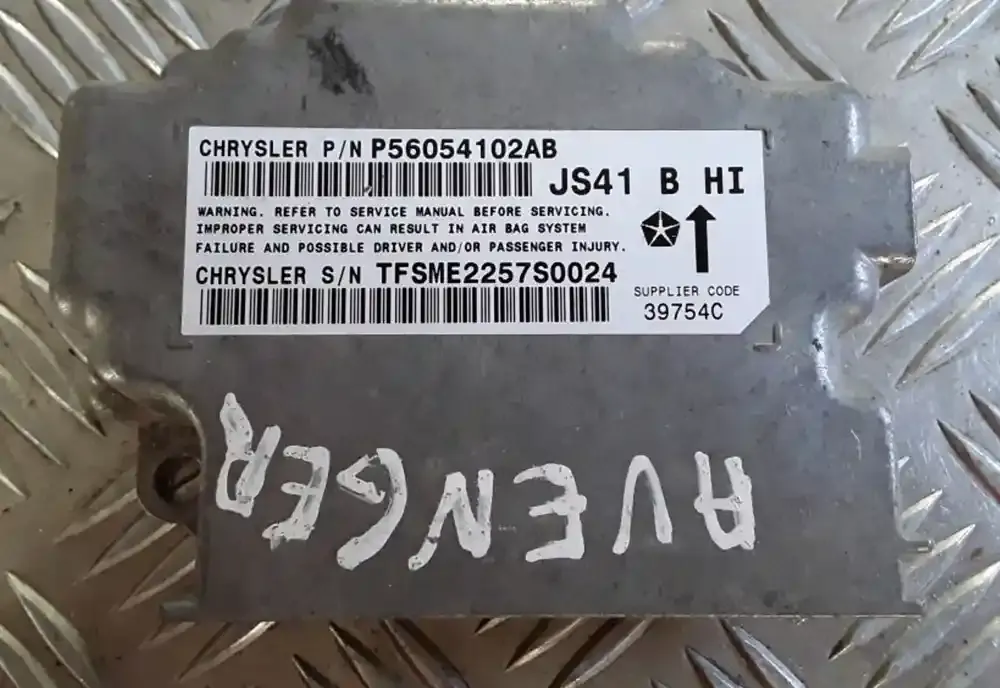 CHRYSLER P/N P56054102AB
JS41 B HI
WARNING. REFER TO SERVICE MANUAL BEFORE SERVICING.
IMPROPER SERVICING CAN RESULT IN AIR BAG SYSTEM
FAILURE AND POSSIBLE DRIVER AND/OR PASSENGER INJURY.
CHRYSLER S/N TFSME2257S0024
SUPPLIER CODE
39754C
AVENGER